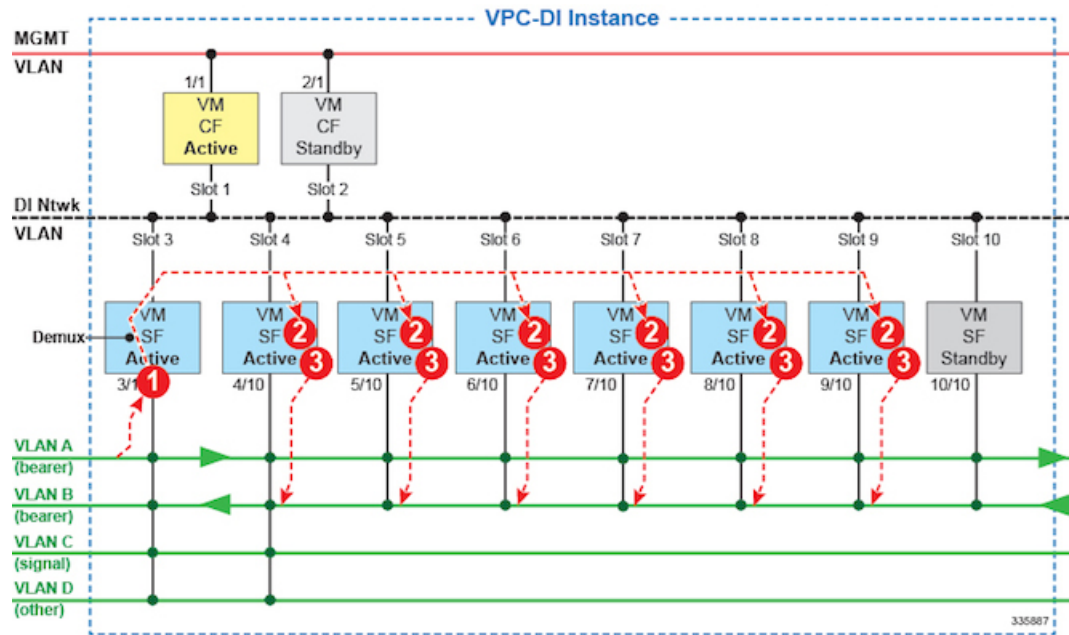 VPC-DI Instance
MGMT
VLAN
1/1
2/1
VM
CF
Active
VM
CF
Standby
Slot 1
Slot 2
DI Ntwk
VLAN
Slot 3
Slot 4
Slot 5
Slot 6
Slot 7
Slot 8
Slot 9
Slot 10
Demux
VM
SF
Active
VM
SF
Active
VM
SF
Active
VM
SF
Active
VM
SF
Active
VM
SF
Active
VM
SF
Active
VM
SF
Standby
2
2
2
2
2
2
3
3
3
3
3
3
1
4/10
5/10
6/10
7/10
8/10
9/10
10/10
VLAN A
(bearer)
VLAN B
(bearer)
VLAN C
(signal)
VLAN D
(other)
335887